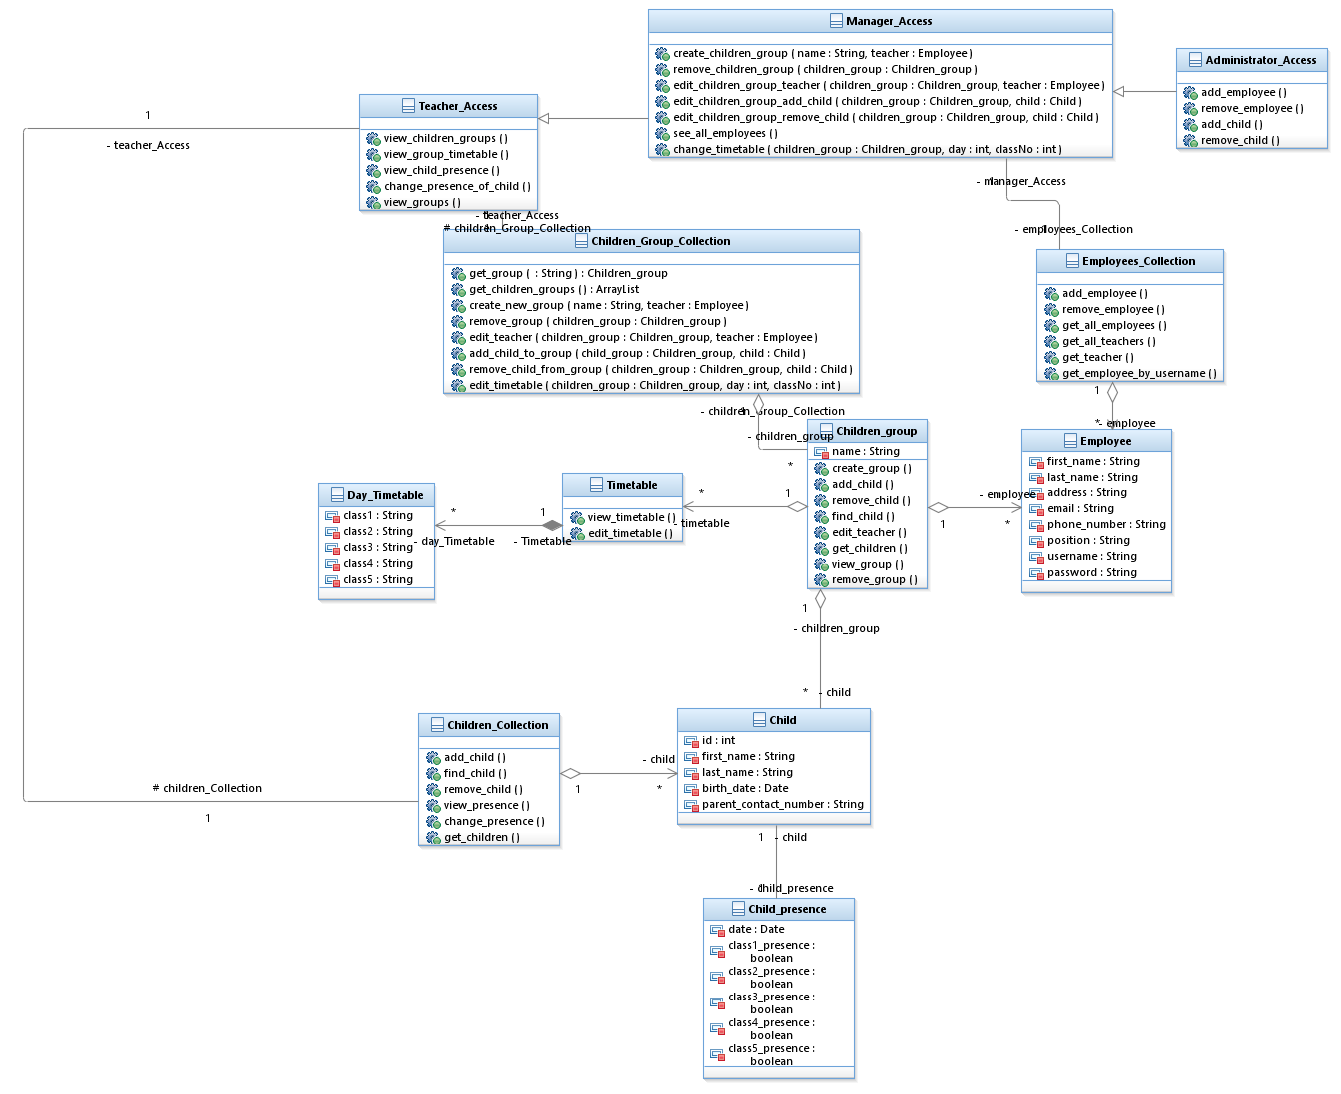 Manager_Access
create_children_group ( name : String, teacher : Employee )
remove_children_group ( children_group : Children_group )
edit_children_group_teacher ( children_group : Children_group, teacher : Employee )
edit_children_group_add_child ( children_group : Children_group, child : Child )
edit_children_group_remove_child ( children_group : Children_group, child : Child )
see_all_employees ( )
change_timetable ( children_group : Children_group, day : int, classNo : int )
Administrator_Access
add_employee ( )
remove_employee ( )
add_child ( )
remove_child ( )
Teacher_Access
view_children_groups ( )
view_group_timetable ( )
view_child_presence ( )
change_presence_of_child ( )
view_groups ( )
1
- teacher_Access
- manager_Access
- employees_Collection
- teacher_Access
# children_Group_Collection
Children_Group_Collection
get_group (  : String ) : Children_group
get_children_groups ( ) : ArrayList
create_new_group ( name : String, teacher : Employee )
remove_group ( children_group : Children_group )
edit_teacher ( children_group : Children_group, teacher : Employee )
add_child_to_group ( child_group : Children_group, child : Child )
remove_child_from_group ( children_group : Children_group, child : Child )
edit_timetable ( children_group : Children_group, day : int, classNo : int )
Employees_Collection
add_employee ( )
remove_employee ( )
get_all_employees ( )
get_all_teachers ( )
get_teacher ( )
get_employee_by_username ( )
1
*
- employee
- children_Group_Collection
- children_group
*
Children_group
name : String
create_group ( )
add_child ( )
remove_child ( )
find_child ( )
edit_teacher ( )
get_children ( )
view_group ( )
remove_group ( )
Employee
first_name : String
last_name : String
address : String
email : String
phone_number : String
position : String
username : String
password : String
- employee
1
*
Timetable
view_timetable ( )
edit_timetable ( )
*
1
- timetable
Day_Timetable
class1 : String
class2 : String
class3 : String
class4 : String
class5 : String
*
1
- day_Timetable
- Timetable
1
- children_group
*
- child
Children_Collection
add_child ( )
find_child ( )
remove_child ( )
view_presence ( )
change_presence ( )
get_children ( )
# children_Collection
1
- child
1
*
Child
id : int
first_name : String
last_name : String
birth_date : Date
parent_contact_number : String
1
- child
- child_presence
Child_presence
date : Date
class1_presence :
boolean
class2_presence :
boolean
class3_presence :
boolean
class4_presence :
boolean
class5_presence :
boolean